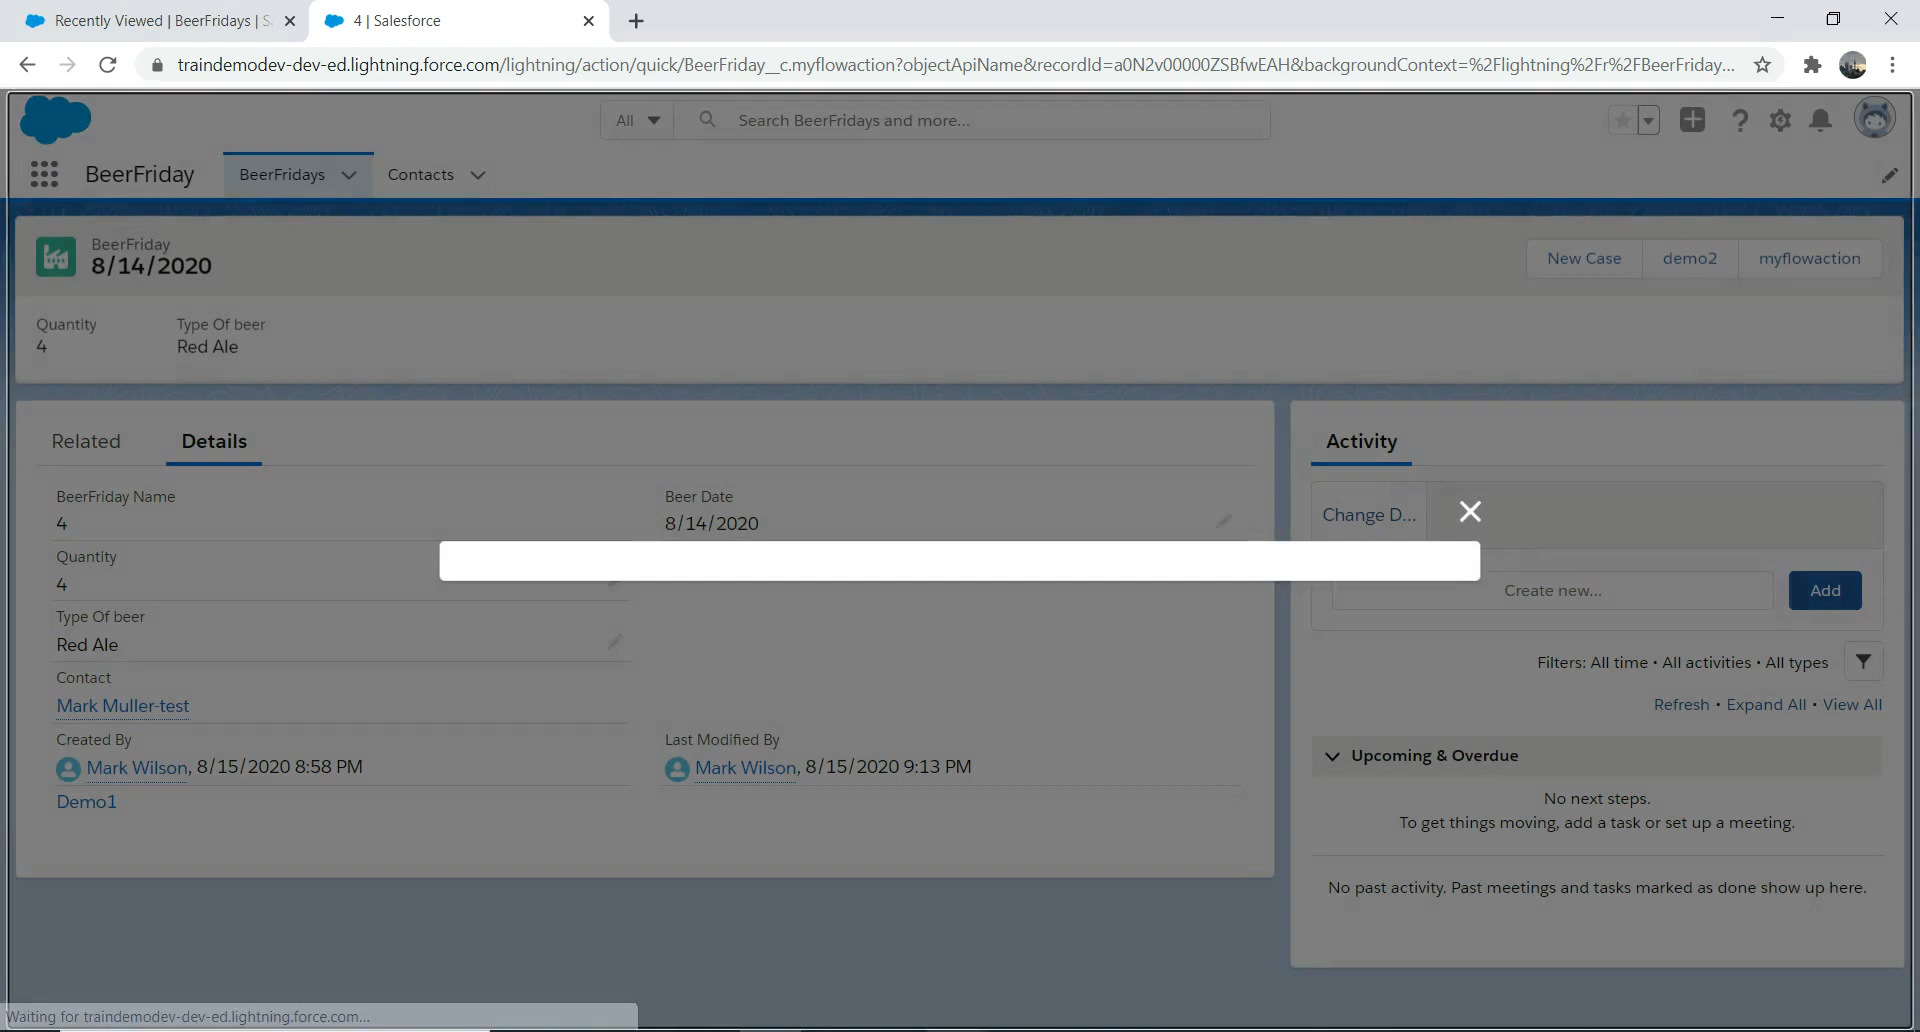 Recently Viewed | BeerFridays | S
4 | Salesforce
traindemodev-dev-ed.lightning.force.com/lightning/action/quick/BeerFriday__c.myflowaction?objectApiName&recordId=a0N2v00000ZSBfwEAH&backgroundContext=%2Flightning%2Fr%2FBeerFriday...
All
Search BeerFridays and more...
BeerFriday
BeerFridays
Contacts
BeerFriday
8/14/2020
New Case
demo2
myflowaction
Quantity
Type Of beer
4
Red Ale
Related
Details
Activity
BeerFriday Name
Beer Date
4
8/14/2020
Change D...
Quantity
4
Create new...
Add
Type Of beer
Red Ale
Filters: All time • All activities • All types
Contact
Mark Muller-test
Refresh • Expand All • View All
Created By
Last Modified By
Mark Wilson, 8/15/2020 8:58 PM
Mark Wilson, 8/15/2020 9:13 PM
Upcoming & Overdue
Demo1
No next steps.
To get things moving, add a task or set up a meeting.
No past activity. Past meetings and tasks marked as done show up here.
Waiting for traindemodev-dev-ed.lightning.force.com...